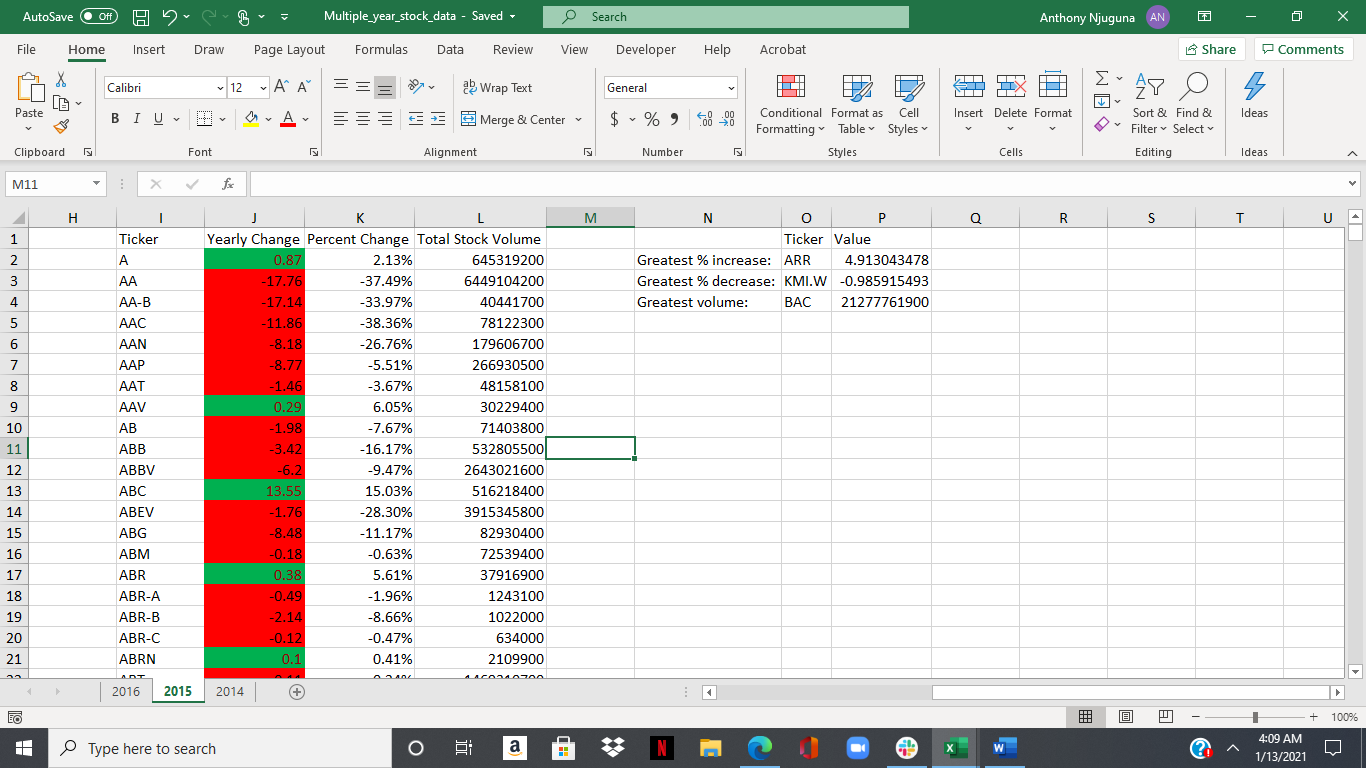 AutoSave Off Multiple_year_stock_data - Saved Search Anthony Njuguna AN
File Home Insert Draw Page Layout Formulas Data Review View Developer Help Acrobat Share Comments
Paste Calibri 12 A^ A˅ Wrap Text General Conditional Formatting Format as Table Cell Styles Insert Delete Format Sort & Filter Find & Select Ideas
B I U A Merge & Center $ % 9
Clipboard Font Alignment Number Styles Cells Editing Ideas
M11 fx
H I J K L M N O P Q R S T U
1 Ticker Yearly Change Percent Change Total Stock Volume Ticker Value
2 A 0.87 2.13% 645319200 Greatest % increase: ARR 4.913043478
3 AA -17.76 -37.49% 6449104200 Greatest % decrease: KMI.W -0.985915493
4 AA-B -17.14 -33.97% 40441700 Greatest volume: BAC 21277761900
5 AAC -11.86 -38.36% 78122300
6 AAN -8.18 -26.76% 179606700
7 AAP -8.77 -5.51% 266930500
8 AAT -1.46 -3.67% 48158100
9 AAV 0.29 6.05% 30229400
10 AB -1.98 -7.67% 71403800
11 ABB -3.42 -16.17% 532805500
12 ABBV -6.2 -9.47% 2643021600
13 ABC 13.55 15.03% 516218400
14 ABEV -1.76 -28.30% 3915345800
15 ABG -8.48 -11.17% 82930400
16 ABM -0.18 -0.63% 72539400
17 ABR 0.38 5.61% 37916900
18 ABR-A -0.49 -1.96% 1243100
19 ABR-B -2.14 -8.66% 1022000
20 ABR-C -0.12 -0.47% 634000
21 ABRN 0.1 0.41% 2109900
2016 2015 2014
100%
Type here to search 4:09 AM
1/13/2021